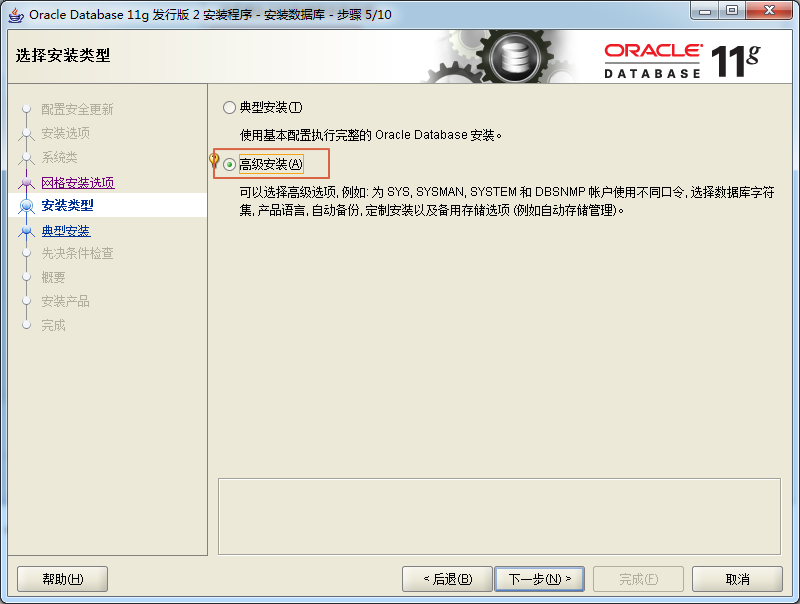 Oracle Database 11g 发行版 2 安装程序 - 安装数据库 - 步骤 5/10
选择安装类型
ORACLE
DATABASE
11g
配置安全更新
安装选项
系统类
网格安装选项
安装类型
典型安装
先决条件检查
概要
安装产品
完成
典型安装(T)
使用基本配置执行完整的 Oracle Database 安装。
高级安装(A)
可以选择高级选项, 例如: 为 SYS, SYSMAN, SYSTEM 和 DBSNMP 帐户使用不同口令, 选择数据库字符
集, 产品语言, 自动备份, 定制安装以及备用存储选项 (例如自动存储管理)。
帮助(H)
< 后退(B)
下一步(N) >
完成(F)
取消